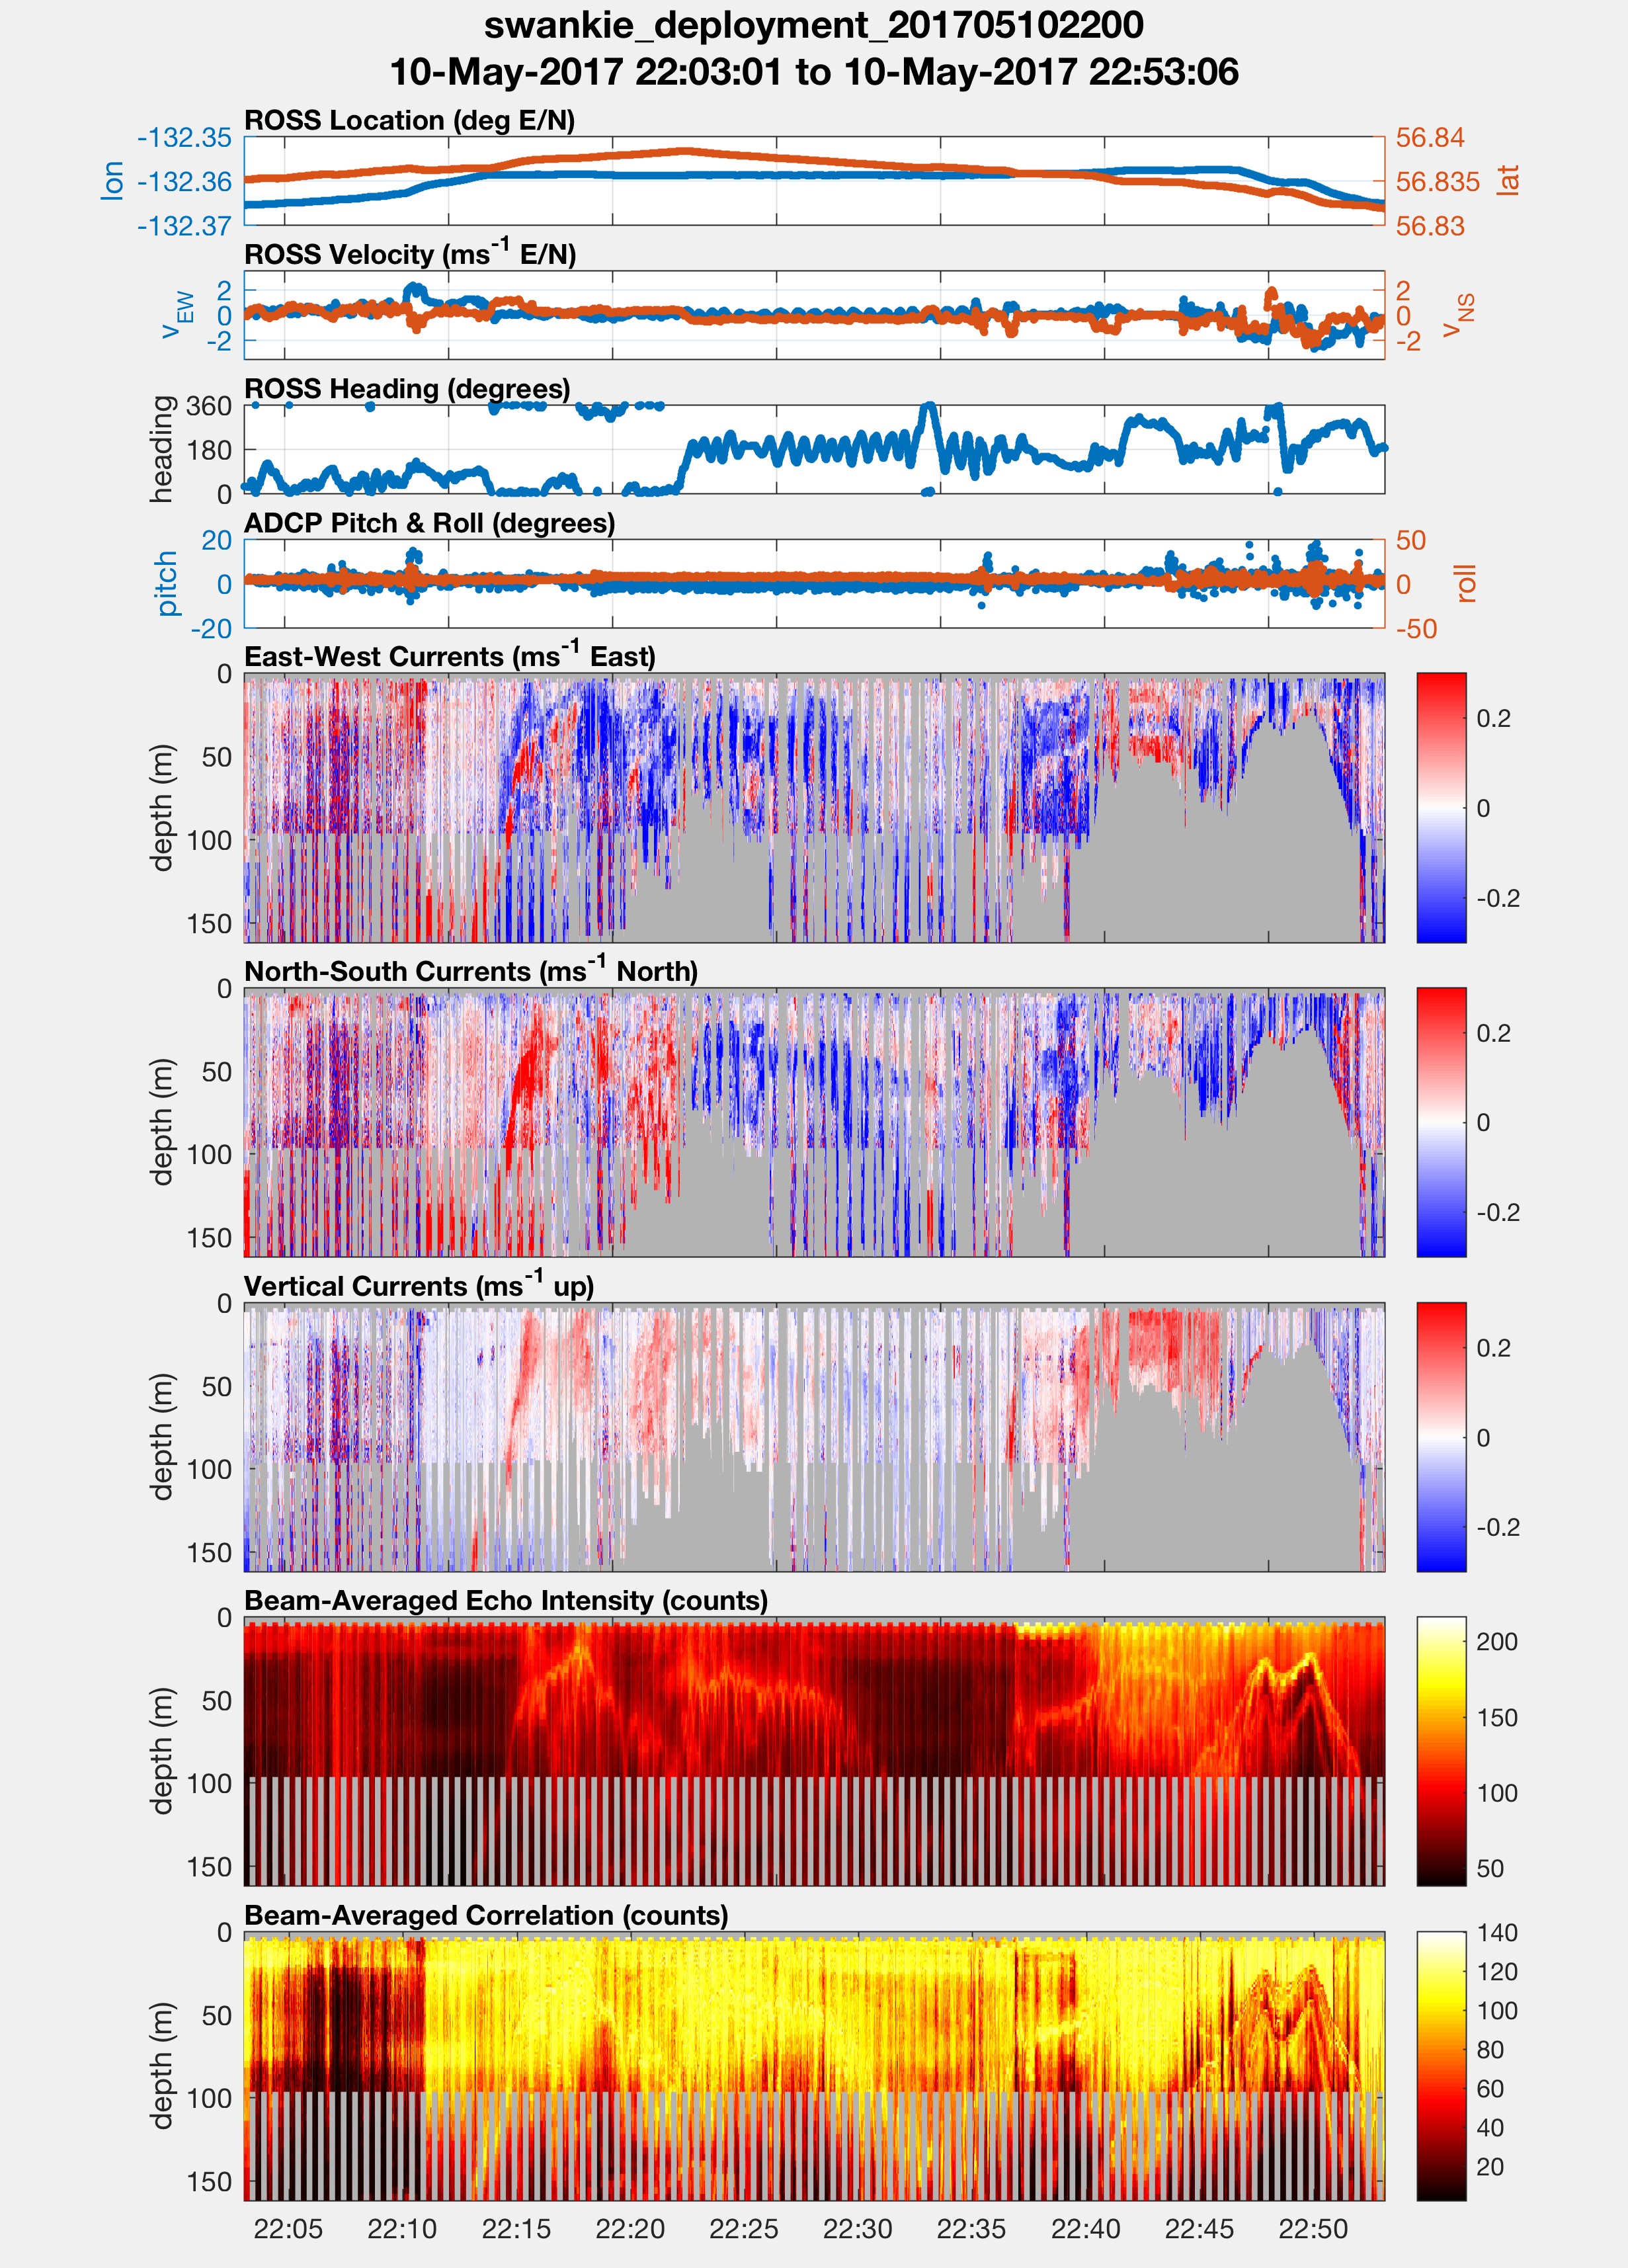 swankie_deployment_201705102200
10-May-2017 22:03:01 to 10-May-2017 22:53:06
ROSS Location (deg E/N)
-132.35
-132.36
-132.37
lon
56.84
56.835
56.83
lat
ROSS Velocity (ms-1 E/N)
2
0
-2
vEW
2
0
-2
vNS
ROSS Heading (degrees)
360
180
0
heading
ADCP Pitch & Roll (degrees)
20
0
-20
pitch
50
0
-50
roll
East-West Currents (ms-1 East)
0
50
100
150
depth (m)
0.2
0
-0.2
North-South Currents (ms-1 North)
0
50
100
150
depth (m)
0.2
0
-0.2
Vertical Currents (ms-1 up)
0
50
100
150
depth (m)
0.2
0
-0.2
Beam-Averaged Echo Intensity (counts)
0
50
100
150
depth (m)
200
150
100
50
Beam-Averaged Correlation (counts)
0
50
100
150
depth (m)
140
120
100
80
60
40
20
22:05 22:10 22:15 22:20 22:25 22:30 22:35 22:40 22:45 22:50